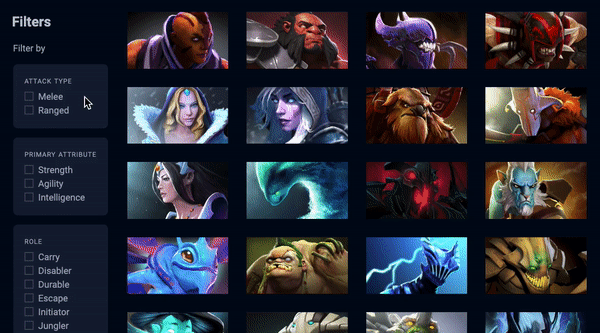 Filters
Filter by
ATTACK TYPE
Melee
Ranged
PRIMARY ATTRIBUTE
Strength
Agility
Intelligence
ROLE
Carry
Disabler
Durable
Escape
Initiator
Jungler